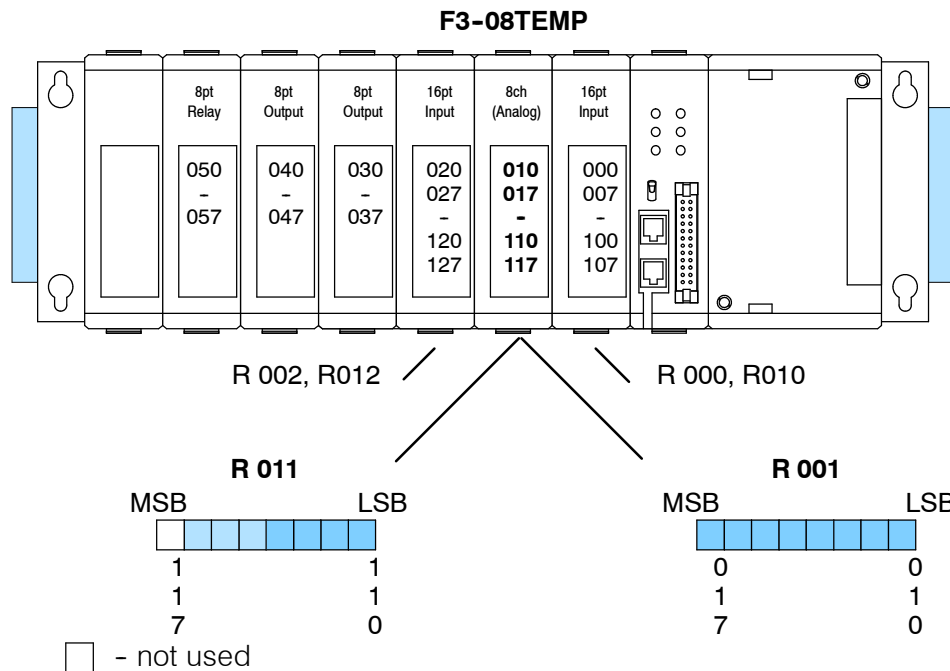 F3-08TEMP
8pt Relay
8pt Output
8pt Output
16pt Input
8ch (Analog)
16pt Input
050
-
057
040
-
047
030
-
037
020
027
-
120
127
010
017
-
110
117
000
007
-
100
107
R 002, R012
R 000, R010
R 011
MSB LSB
1 1
1 1
7 0
R 001
MSB LSB
0 0
1 1
7 0
- not used